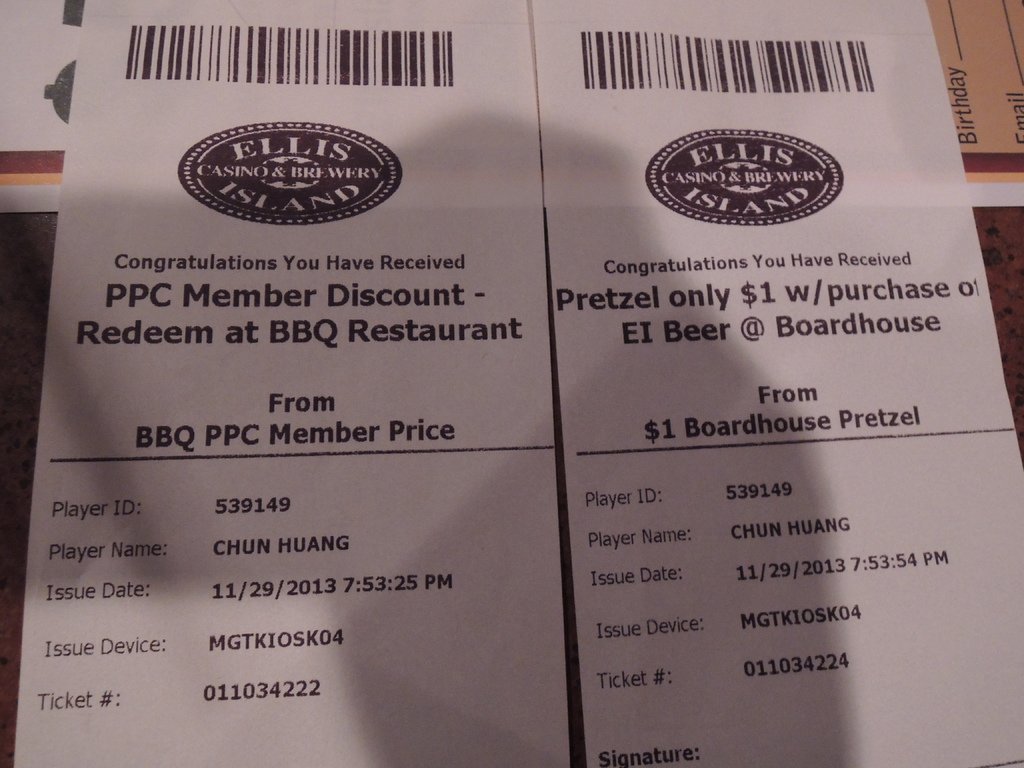 ELLIS
CASINO & BREWERY
ISLAND
Congratulations You Have Received
PPC Member Discount -
Redeem at BBQ Restaurant
From
BBQ PPC Member Price
Player ID: 539149
Player Name: CHUN HUANG
Issue Date: 11/29/2013 7:53:25 PM
Issue Device: MGTKIOSK04
Ticket #: 011034222
ELLIS
CASINO & BREWERY
ISLAND
Congratulations You Have Received
Pretzel only $1 w/purchase of
EI Beer @ Boardhouse
From
$1 Boardhouse Pretzel
Player ID: 539149
Player Name: CHUN HUANG
Issue Date: 11/29/2013 7:53:54 PM
Issue Device: MGTKIOSK04
Ticket #: 011034224
Signature:
Birthday
Email